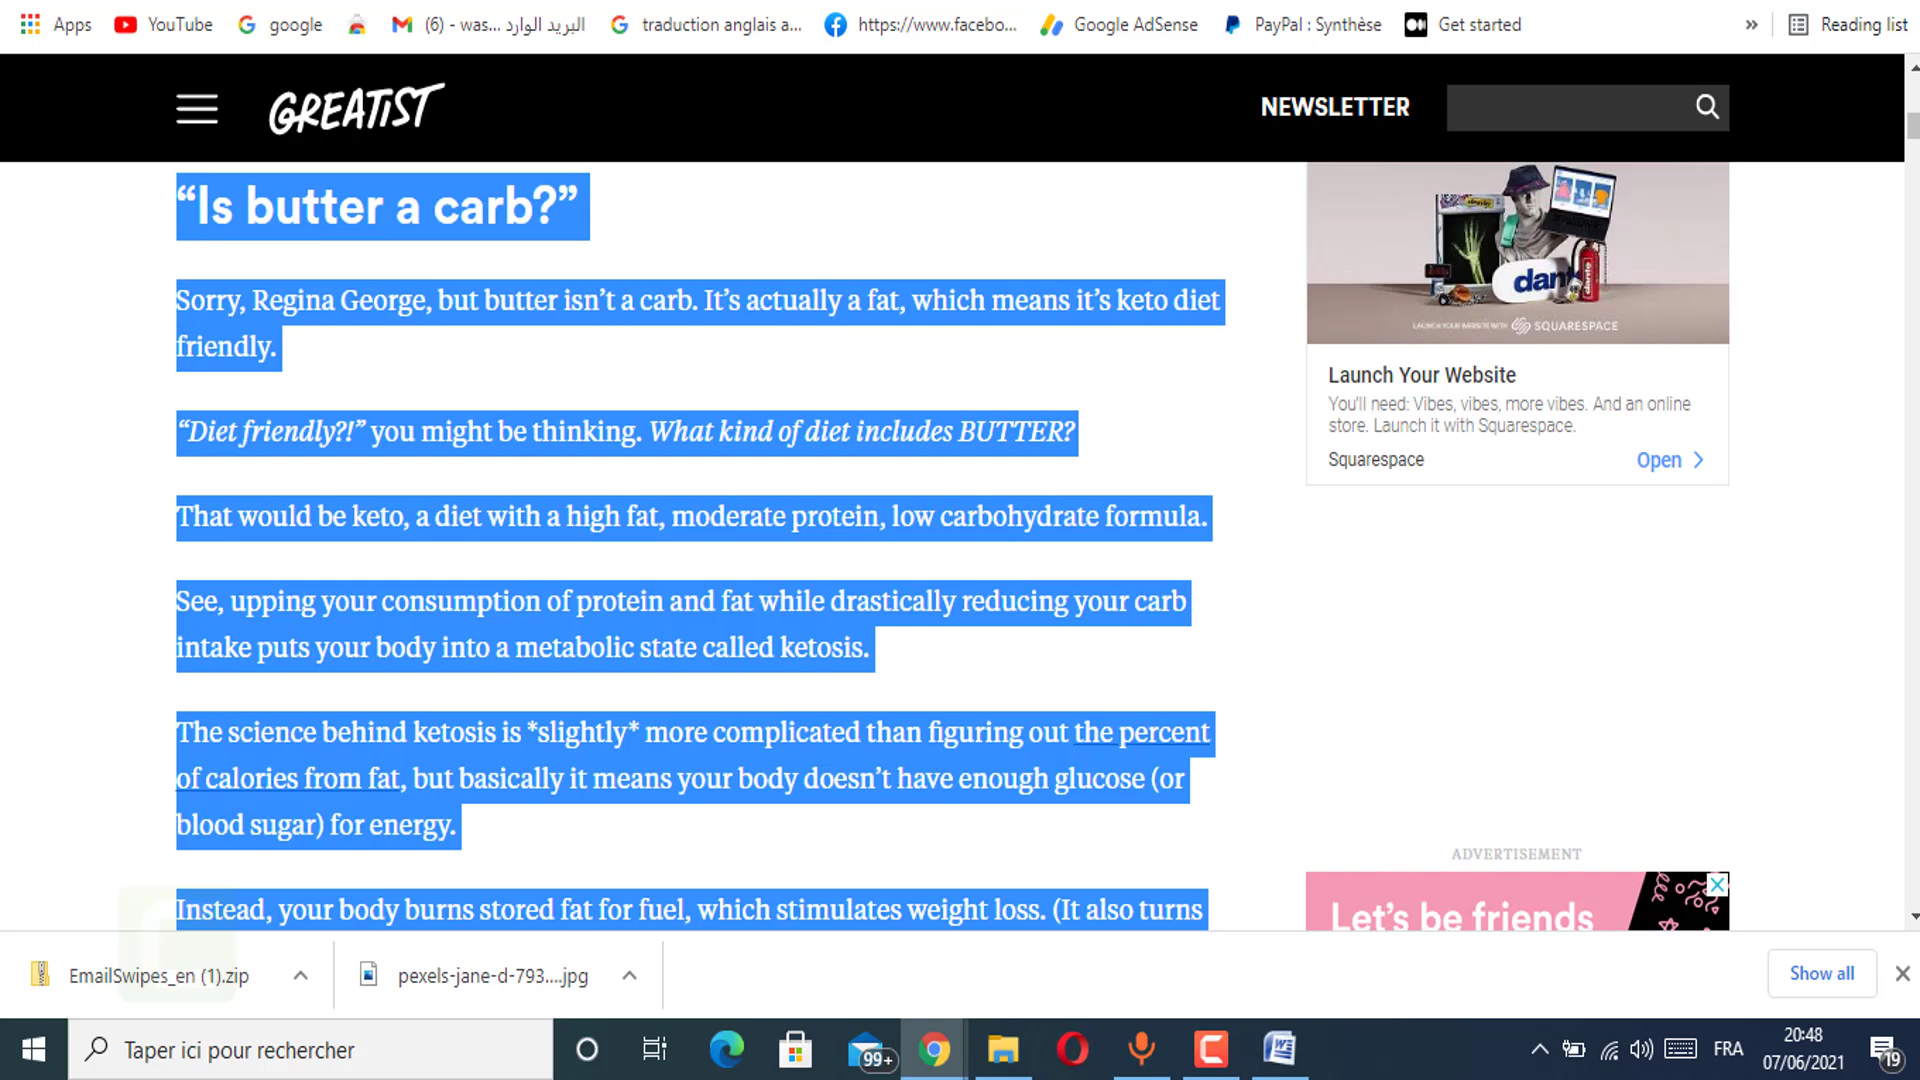 Apps
YouTube
google
(6) - was... البريد الوارد
traduction anglais a...
https://www.facebo...
Google AdSense
PayPal : Synthèse
Get started
»
Reading list
GREATIST
NEWSLETTER
“Is butter a carb?”
Sorry, Regina George, but butter isn’t a carb. It’s actually a fat, which means it’s keto diet
friendly.
“Diet friendly?!” you might be thinking. What kind of diet includes BUTTER?
That would be keto, a diet with a high fat, moderate protein, low carbohydrate formula.
See, upping your consumption of protein and fat while drastically reducing your carb
intake puts your body into a metabolic state called ketosis.
The science behind ketosis is *slightly* more complicated than figuring out the percent
of calories from fat, but basically it means your body doesn’t have enough glucose (or
blood sugar) for energy.
Instead, your body burns stored fat for fuel, which stimulates weight loss. (It also turns
LAUNCH YOUR WEBSITE WITH SQUARESPACE
Launch Your Website
You'll need: Vibes, vibes, more vibes. And an online
store. Launch it with Squarespace.
Squarespace
Open
ADVERTISEMENT
Let’s be friends
EmailSwipes_en (1).zip
pexels-jane-d-793....jpg
Show all
Taper ici pour rechercher
99+
FRA
20:48
07/06/2021
19